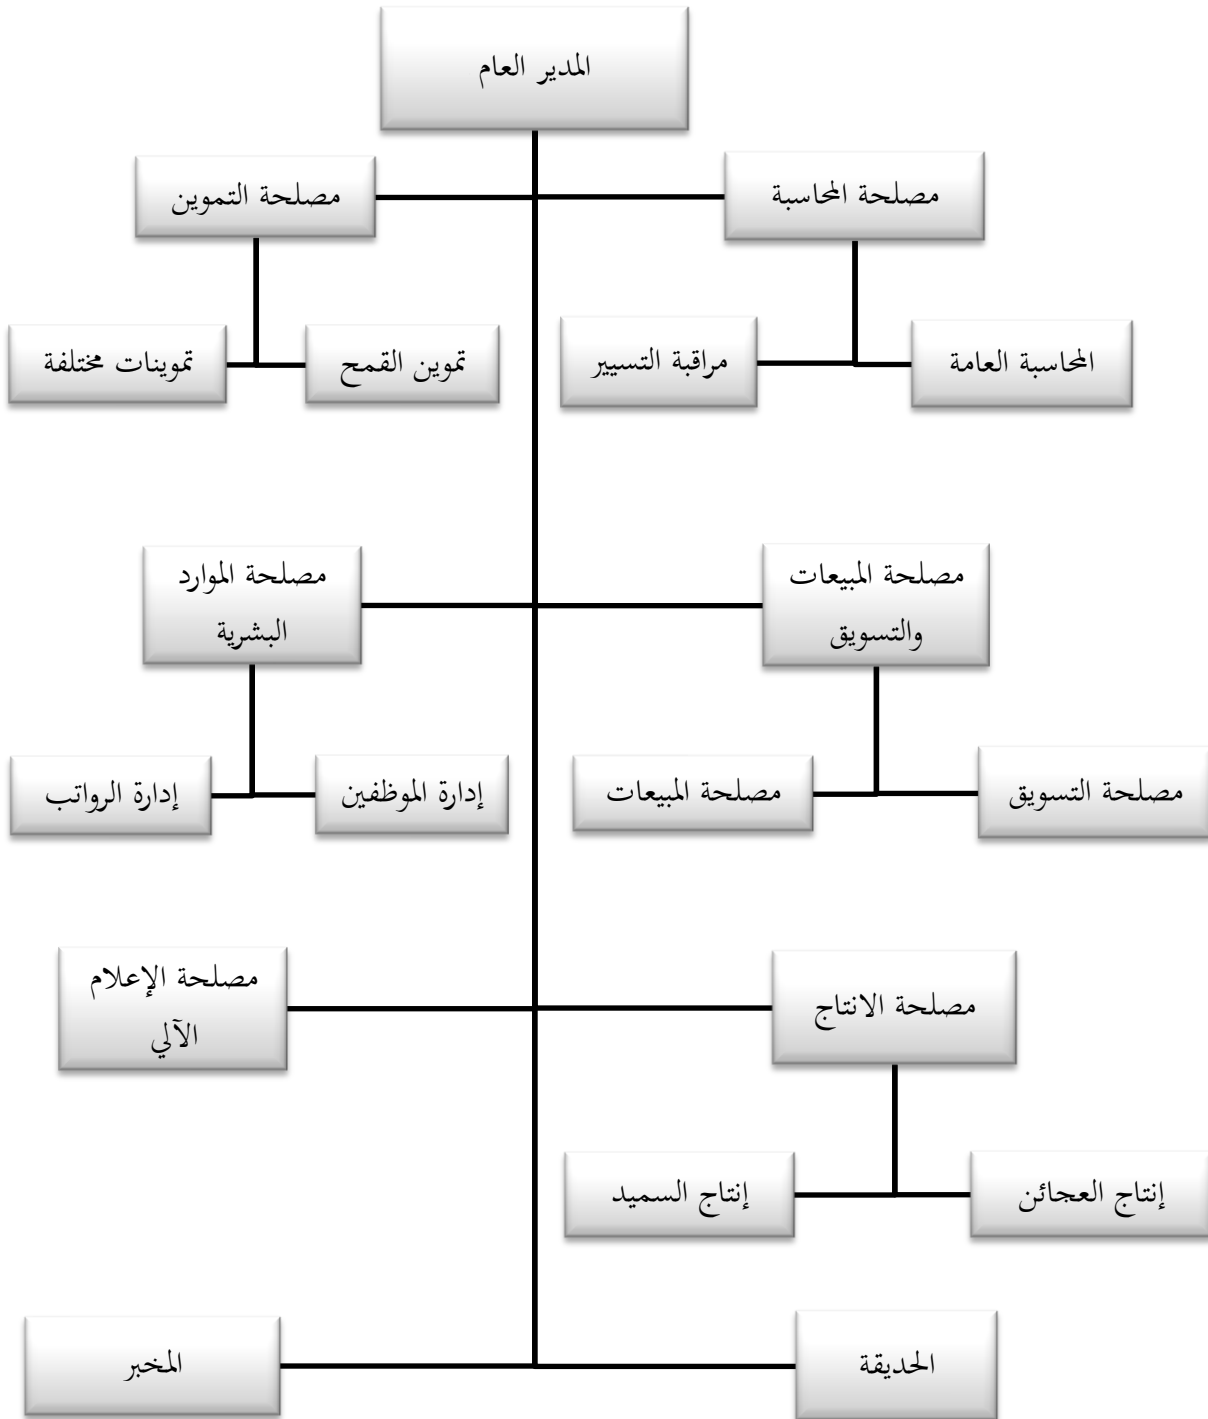 المدير العام
مصلحة المحاسبة
مصلحة التموين
المحاسبة العامة
مراقبة التسيير
تموين القمح
تموينات مختلفة
مصلحة المبيعات
والتسويق
مصلحة الموارد
البشرية
مصلحة التسويق
مصلحة المبيعات
إدارة الموظفين
إدارة الرواتب
مصلحة الانتاج
مصلحة الإعلام
الآلي
إنتاج العجائن
إنتاج السميد
الحديقة
المخبر